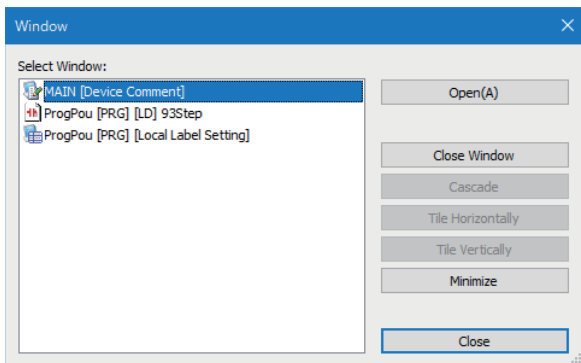 Window
Select Window:
MAIN [Device Comment]
ProgPou [PRG] [LD] 93Step
ProgPou [PRG] [Local Label Setting]
Open(A)
Close Window
Cascade
Tile Horizontally
Tile Vertically
Minimize
Close